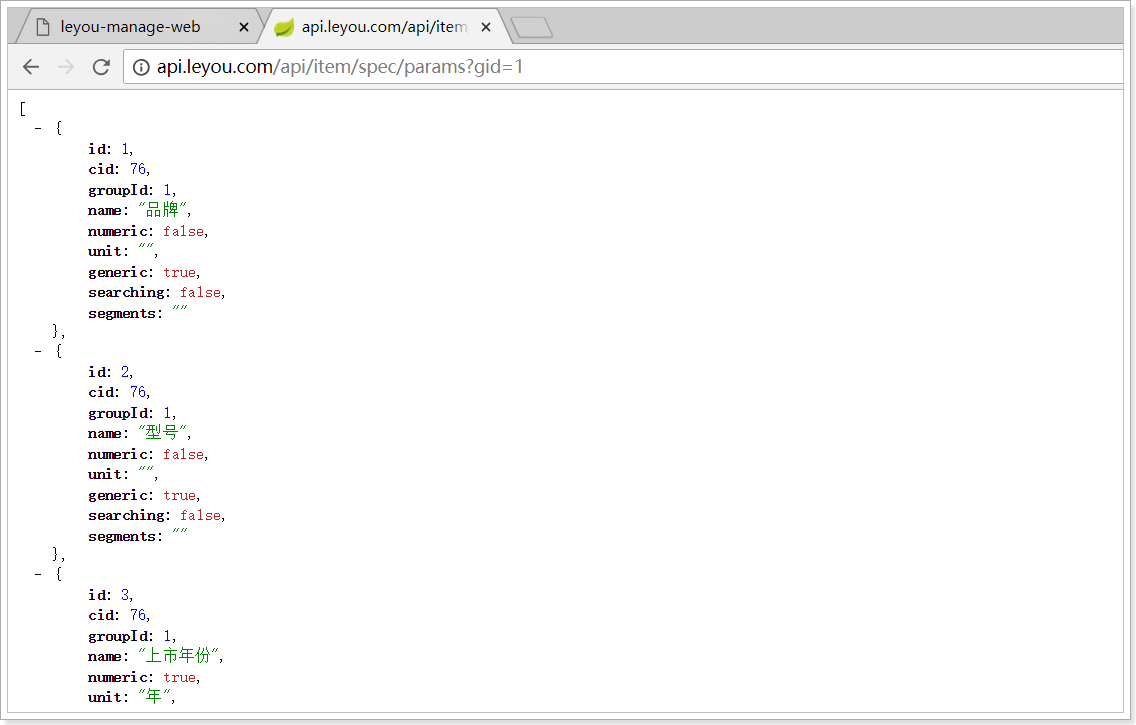 leyou-manage-web
api.leyou.com/api/item
api.leyou.com/api/item/spec/params?gid=1
[
- {
id: 1,
cid: 76,
groupId: 1,
name: "品牌",
numeric: false,
unit: "",
generic: true,
searching: false,
segments: ""
},
- {
id: 2,
cid: 76,
groupId: 1,
name: "型号",
numeric: false,
unit: "",
generic: true,
searching: false,
segments: ""
},
- {
id: 3,
cid: 76,
groupId: 1,
name: "上市年份",
numeric: true,
unit: "年",